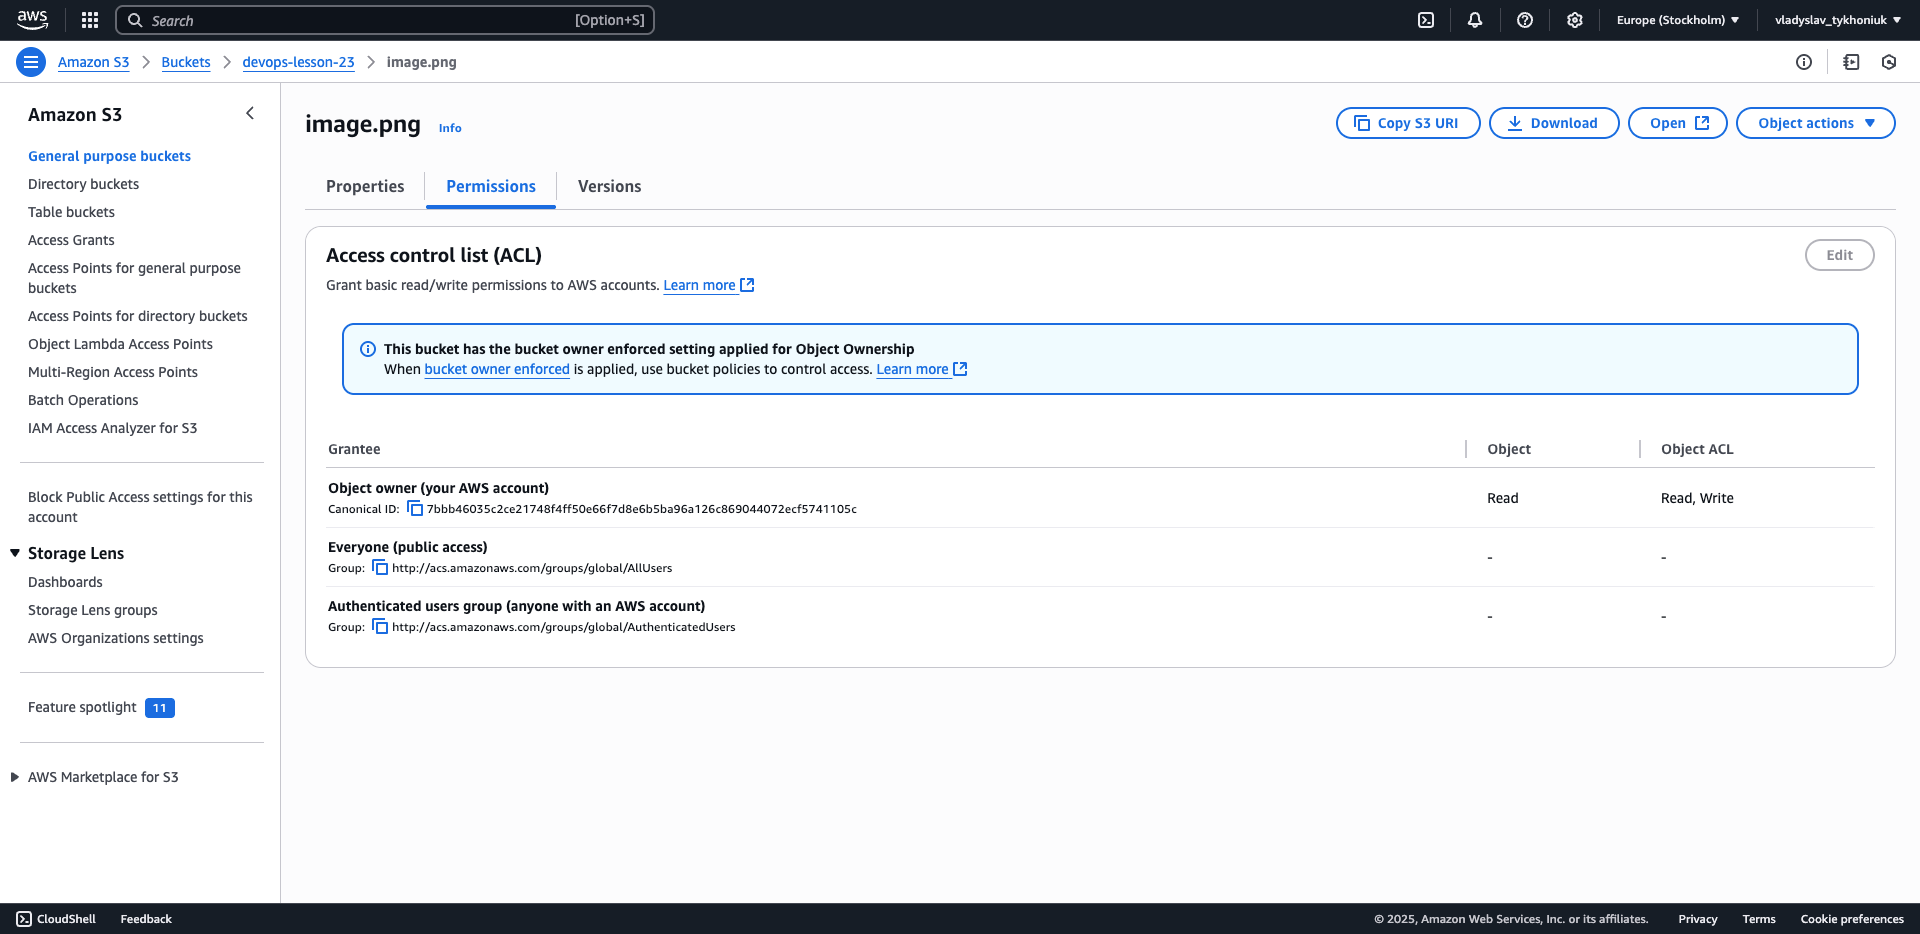 aws
Search
[Option+S]
Europe (Stockholm)
vladyslav_tykhoniuk
Amazon S3
Buckets
devops-lesson-23
image.png
Amazon S3
General purpose buckets
Directory buckets
Table buckets
Access Grants
Access Points for general purpose
buckets
Access Points for directory buckets
Object Lambda Access Points
Multi-Region Access Points
Batch Operations
IAM Access Analyzer for S3
Block Public Access settings for this
account
Storage Lens
Dashboards
Storage Lens groups
AWS Organizations settings
Feature spotlight 11
AWS Marketplace for S3
image.png Info
Copy S3 URI
Download
Open
Object actions
Properties
Permissions
Versions
Access control list (ACL)
Edit
Grant basic read/write permissions to AWS accounts. Learn more
This bucket has the bucket owner enforced setting applied for Object Ownership
When bucket owner enforced is applied, use bucket policies to control access. Learn more
Grantee
Object
Object ACL
Object owner (your AWS account)
Canonical ID: 7bbb46035c2ce21748f4ff50e66f7d8e6b5ba96a126c869044072ecf5741105c
Read
Read, Write
Everyone (public access)
Group: http://acs.amazonaws.com/groups/global/AllUsers
-
-
Authenticated users group (anyone with an AWS account)
Group: http://acs.amazonaws.com/groups/global/AuthenticatedUsers
-
-
CloudShell
Feedback
© 2025, Amazon Web Services, Inc. or its affiliates.
Privacy
Terms
Cookie preferences